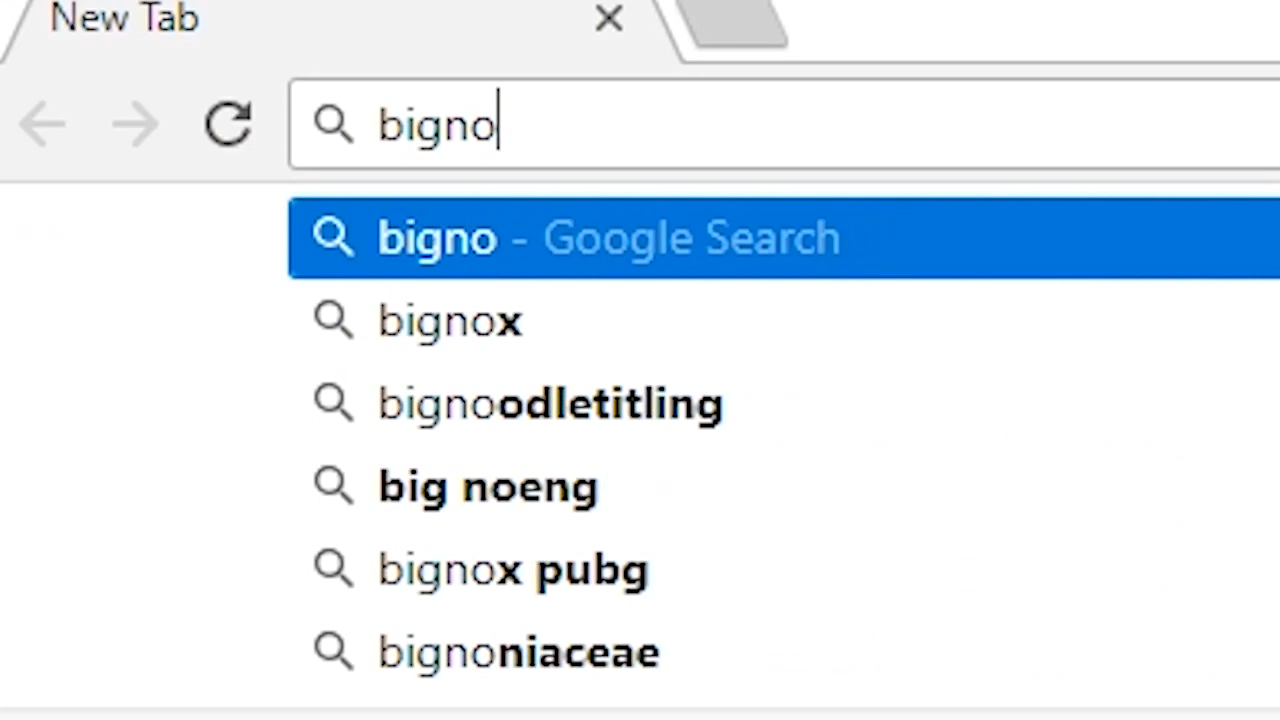 New Tab
bigno
bigno - Google Search
bignox
bignoodletitling
big noeng
bignox pubg
bignoniaceae